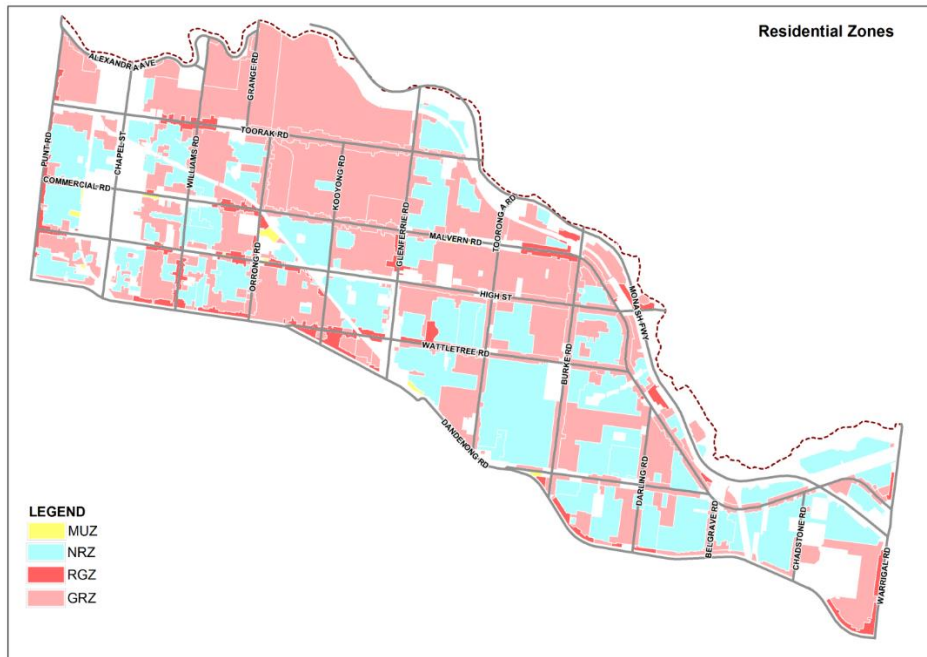 Residential Zones
ALEXANDRA AVE
GRANGE RD
TOORAK RD
PUNT RD
CHAPEL ST
WILLIAMS RD
KOOYONG RD
COMMERCIAL RD
GLENFERRIE RD
TOORONGA RD
MALVERN RD
ORRONG RD
HIGH ST
MONASH FWY
WATTLETREE RD
BURKE RD
DANDENONG RD
DARLING RD
BELGRAVE RD
CHADSTONE RD
WARRIGAL RD
LEGEND
MUZ
NRZ
RGZ
GRZ